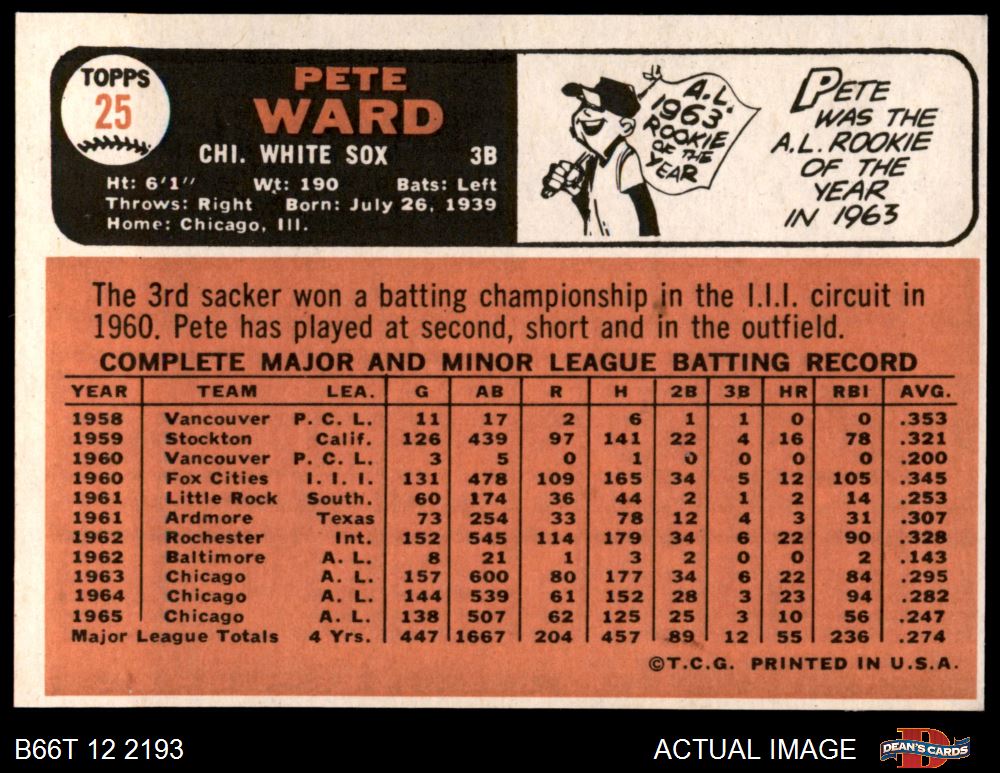 TOPPS
25
PETE
WARD
CHI. WHITE SOX 3B
Ht: 6'1" Wt: 190 Bats: Left
Throws: Right Born: July 26, 1939
Home: Chicago, Ill.
A.L.
1963
ROOKIE
OF THE
YEAR
PETE
WAS THE
A.L. ROOKIE
OF THE
YEAR
IN 1963
The 3rd sacker won a batting championship in the I.I.I. circuit in
1960. Pete has played at second, short and in the outfield.
COMPLETE MAJOR AND MINOR LEAGUE BATTING RECORD
YEAR TEAM LEA. G AB R H 2B 3B HR RBI AVG.
1958 Vancouver P. C. L. 11 17 2 6 1 1 0 0 .353
1959 Stockton Calif. 126 439 97 141 22 4 16 78 .321
1960 Vancouver P. C. L. 3 5 0 1 0 0 0 0 .200
1960 Fox Cities I. I. I. 131 478 109 165 34 5 12 105 .345
1961 Little Rock South. 60 174 36 44 2 1 2 14 .253
1961 Ardmore Texas 73 254 33 78 12 4 3 31 .307
1962 Rochester Int. 152 545 114 179 34 6 22 90 .328
1962 Baltimore A. L. 8 21 1 3 2 0 0 2 .143
1963 Chicago A. L. 157 600 80 177 34 6 22 84 .295
1964 Chicago A. L. 144 539 61 152 28 3 23 94 .282
1965 Chicago A. L. 138 507 62 125 25 3 10 56 .247
Major League Totals 4 Yrs. 447 1667 204 457 89 12 55 236 .274
©T.C.G. PRINTED IN U.S.A.
B66T 12 2193 ACTUAL IMAGE
DEAN'S CARDS